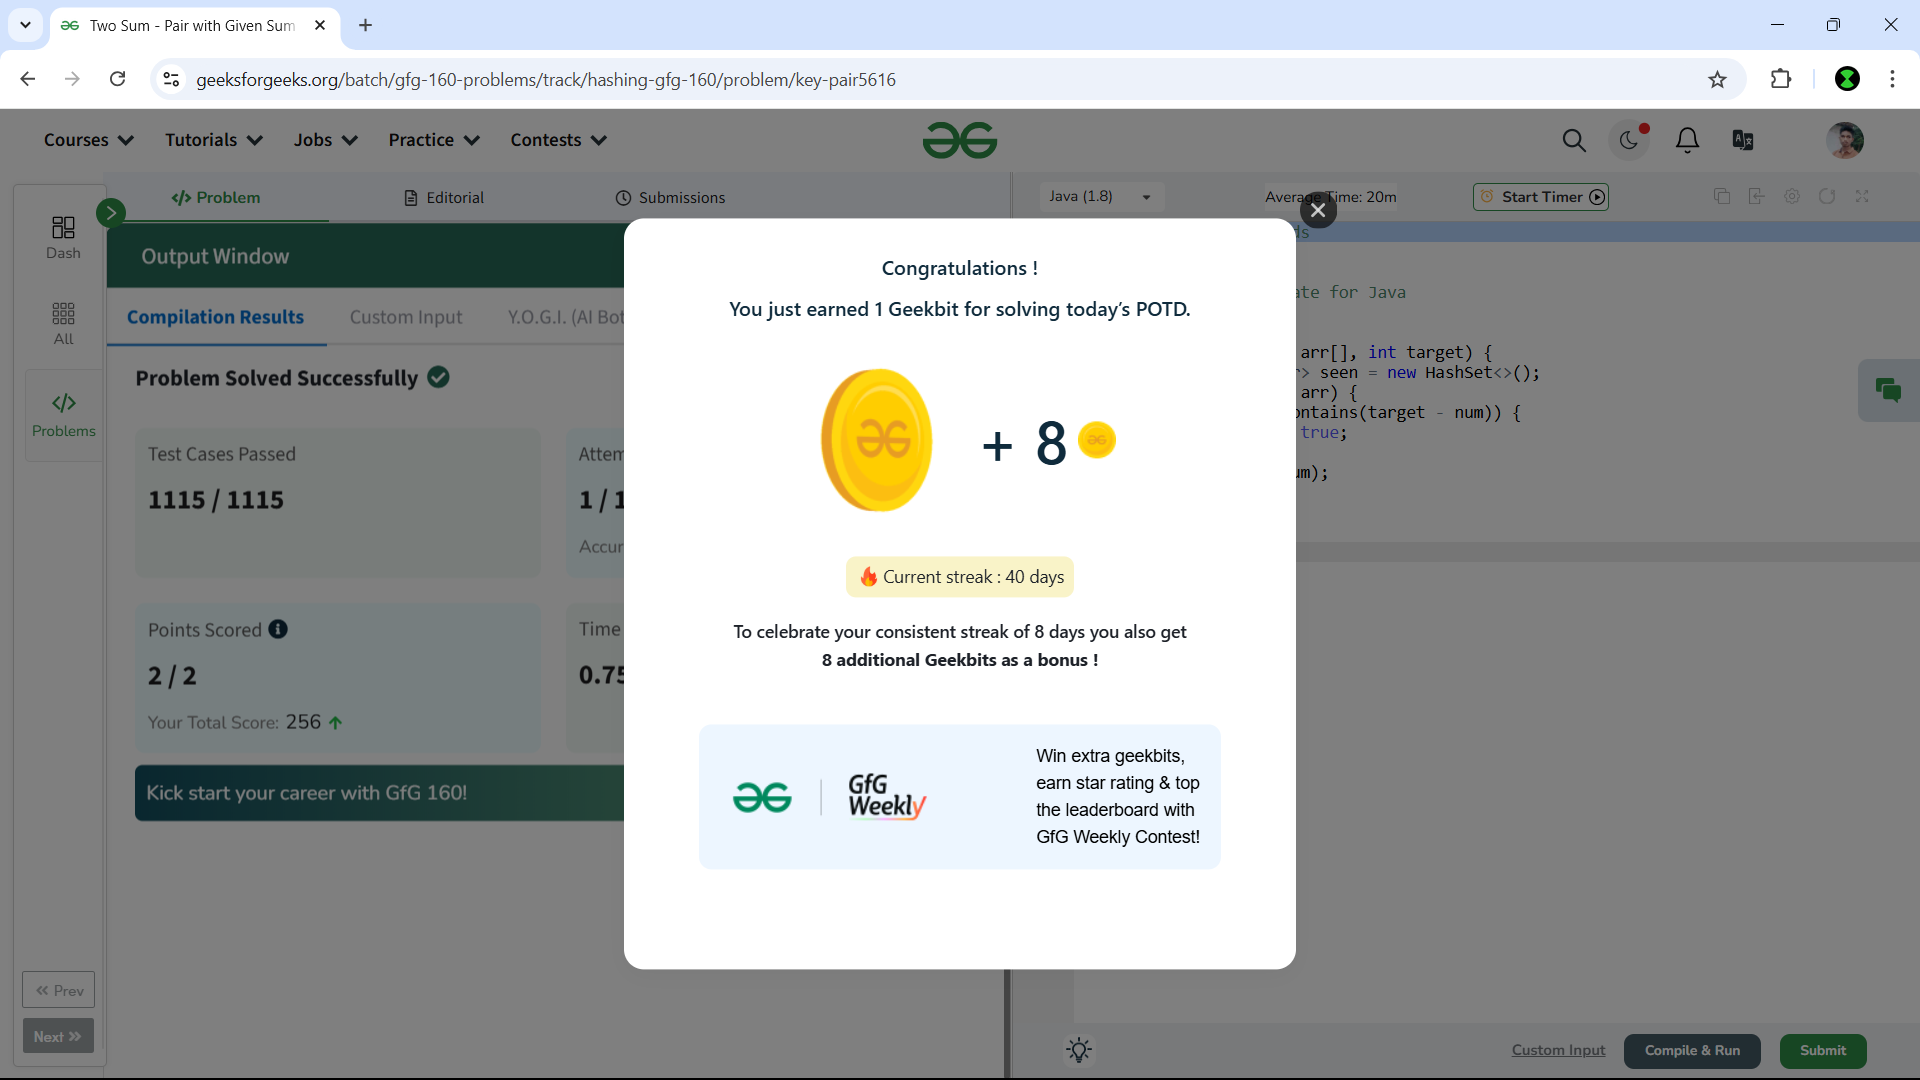 Two Sum - Pair with Given Sum
geeksforgeeks.org/batch/gfg-160-problems/track/hashing-gfg-160/problem/key-pair5616
Courses Tutorials Jobs Practice Contests
Problem Editorial Submissions
Java (1.8) Average Time: 20m Start Timer
Dash
All
Problems
Prev
Next
Output Window
Compilation Results Custom Input Y.O.G.I. (AI Bot
Problem Solved Successfully
Test Cases Passed
1115 / 1115
Attem
1 / 1
Accur
Points Scored
2 / 2
Your Total Score: 256
Time
0.75
Kick start your career with GfG 160!
Congratulations !
You just earned 1 Geekbit for solving today's POTD.
+ 8
Current streak : 40 days
To celebrate your consistent streak of 8 days you also get
8 additional Geekbits as a bonus !
GfG
Weekly
Win extra geekbits,
earn star rating & top
the leaderboard with
GfG Weekly Contest!
ds
ate for Java
arr[], int target) {
> seen = new HashSet<>();
arr) {
ontains(target - num)) {
true;
um);
Custom Input Compile & Run Submit